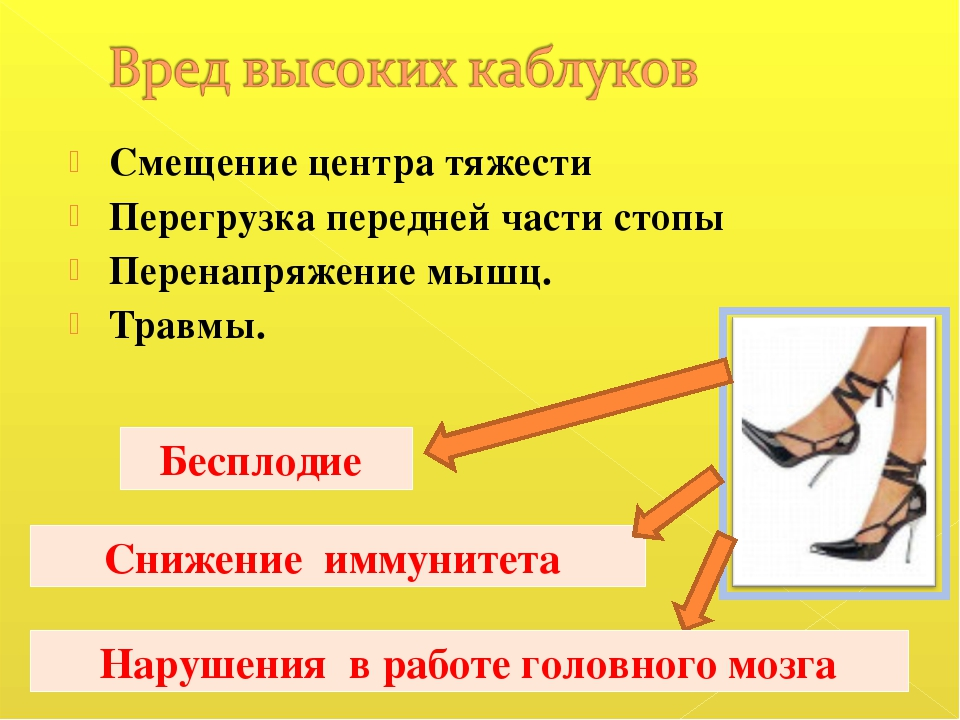 Вред высоких каблуков
Смещение центра тяжести
Перегрузка передней части стопы
Перенапряжение мышц.
Травмы.
Бесплодие
Снижение иммунитета
Нарушения в работе головного мозга